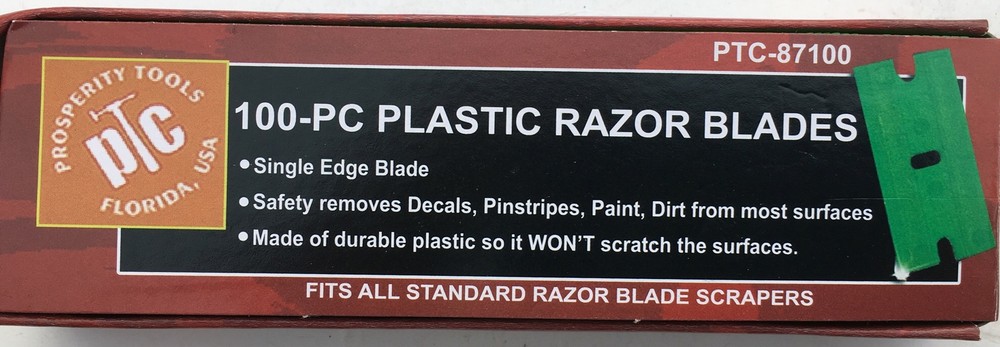 PTC-87100
PROSPERITY TOOLS
PTC
FLORIDA, USA
100-PC PLASTIC RAZOR BLADES
•Single Edge Blade
•Safety removes Decals, Pinstripes, Paint, Dirt from most surfaces
•Made of durable plastic so it WON'T scratch the surfaces.
FITS ALL STANDARD RAZOR BLADE SCRAPERS